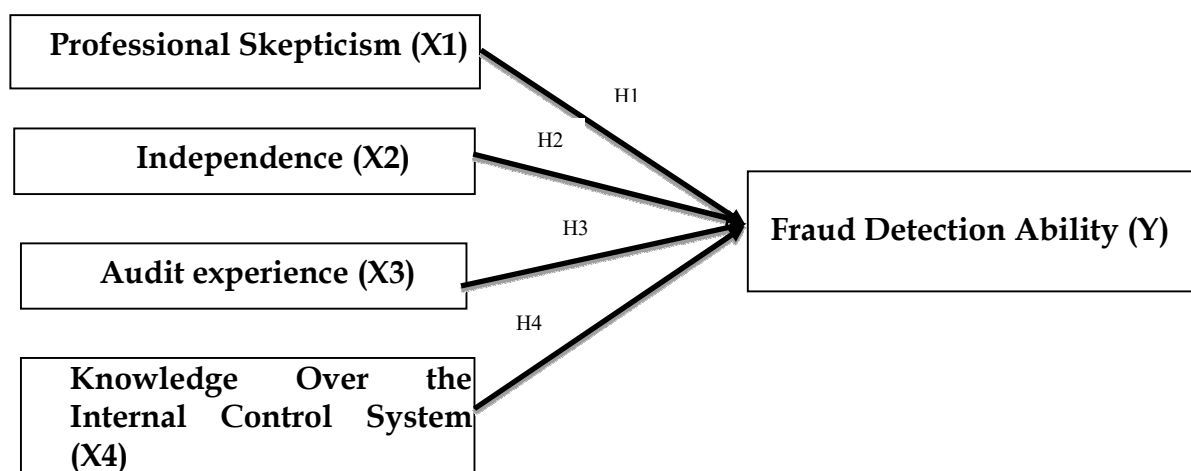 Professional Skepticism (X1)
H1
H2
Independence (X2)
Fraud Detection Ability (Y)
H3
Audit experience (X3)
H4
Knowledge Over the
Internal Control System
(X4)